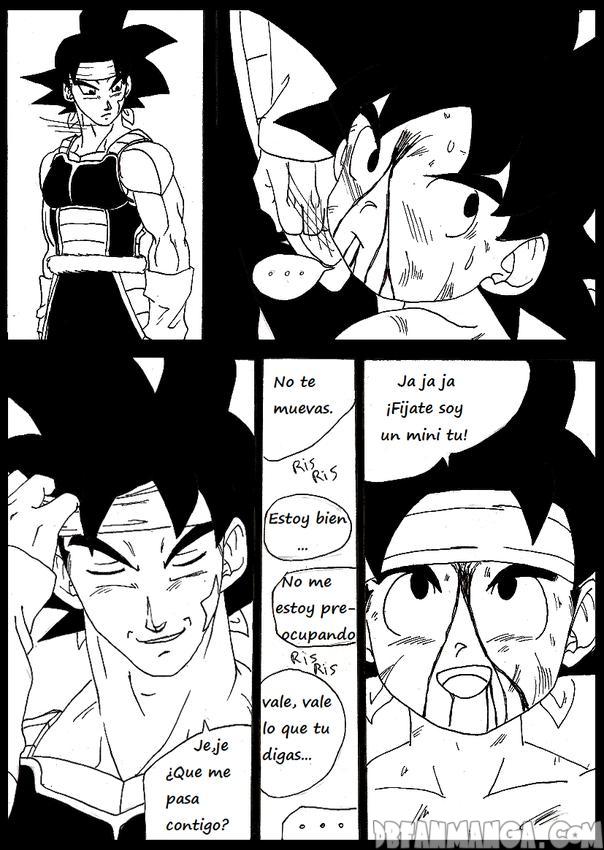 ...
No te
muevas.
Ris
Ris
Estoy bien
...
No me
estoy pre-
ocupando
Ris
Ris
vale, vale
lo que tu
digas...
...
Ja ja ja
¡Fijate soy
un mini tu!
Je,je
¿Que me
pasa
contigo?
DBFANMANGA.COM